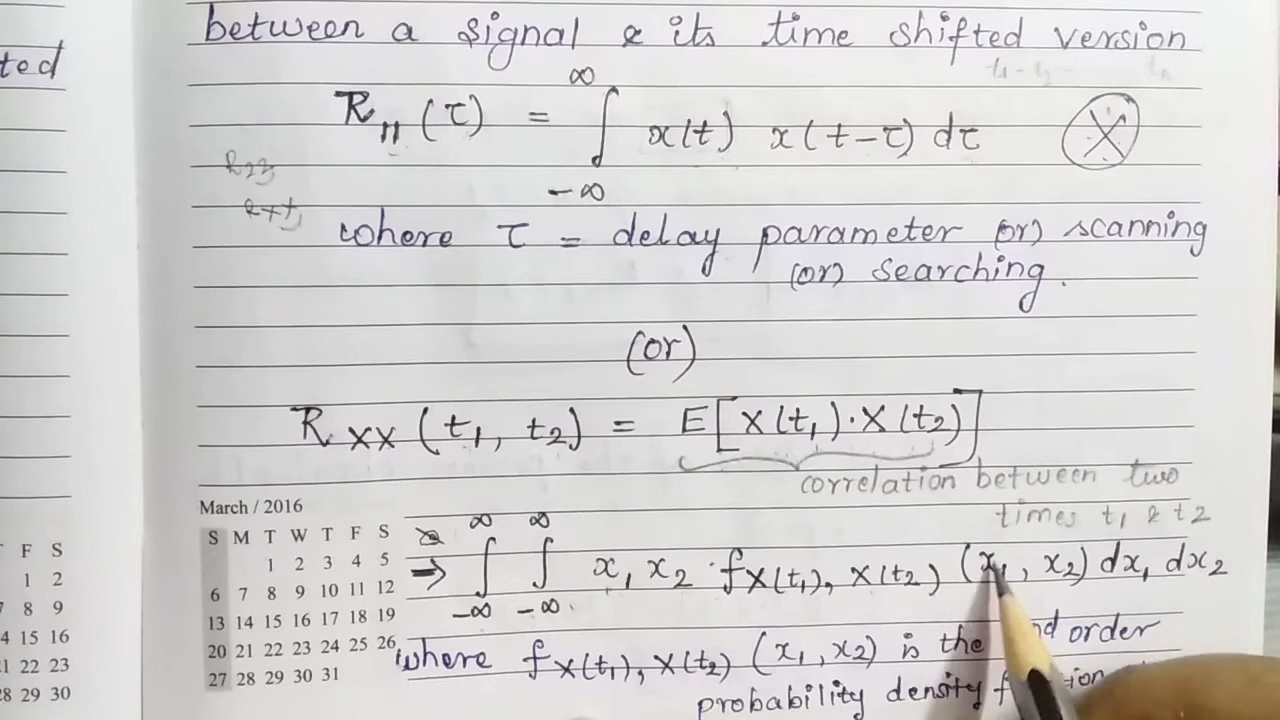 ted
between a signal & its time shifted version
R₁₁(τ) = ∫_{-∞}^{∞} x(t) x(t-τ) dτ X
where τ = delay parameter (or) scanning
(or) searching.
(or)
R_XX (t₁, t₂) = E[X(t₁)·X(t₂)]
correlation between two
times t₁ & t₂
⇒ ∫_{-∞}^{∞} ∫_{-∞}^{∞} x₁ x₂ · f_{X(t₁), X(t₂)} (x₁, x₂) dx₁ dx₂
where f_{X(t₁), X(t₂)} (x₁, x₂) is the order
probability density
March / 2016
S M T W T F S
1 2 3 4 5
6 7 8 9 10 11 12
13 14 15 16 17 18 19
20 21 22 23 24 25 26
27 28 29 30 31
F S
1 2
8 9
15 16
22 23
29 30